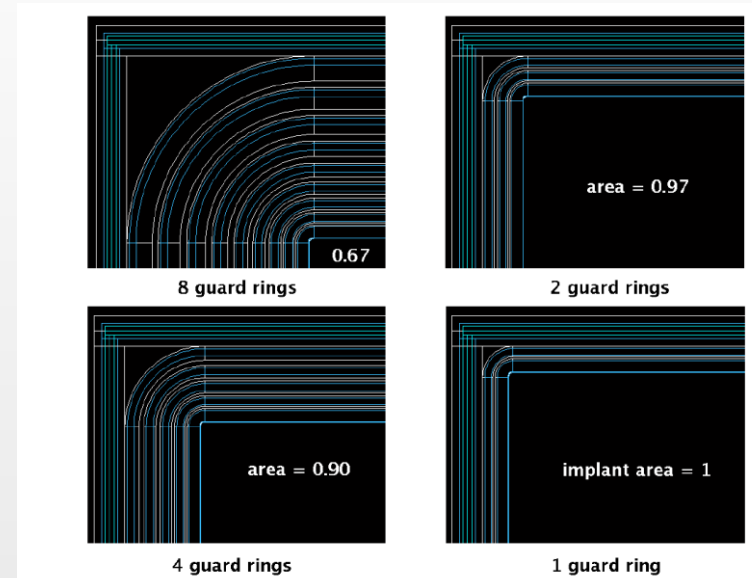 area = 0.97
0.67
8 guard rings
2 guard rings
area = 0.90
implant area = 1
4 guard rings
1 guard ring